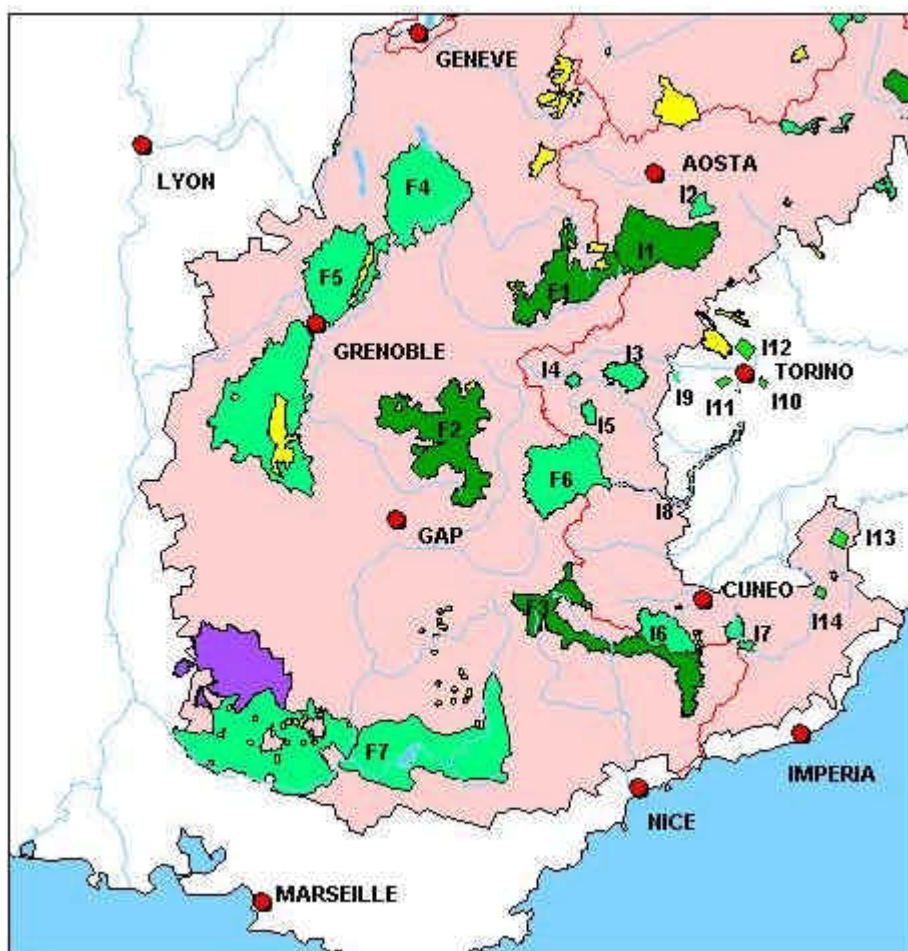 GENEVE
LYON
AOSTA
F4
I2
F5
I1
F1
GRENOBLE
I12
I4
I3
TORINO
I9
I11
I10
I5
F2
F6
I8
GAP
I13
CUNEO
I14
F3
I6
I7
F7
IMPERIA
NICE
MARSEILLE